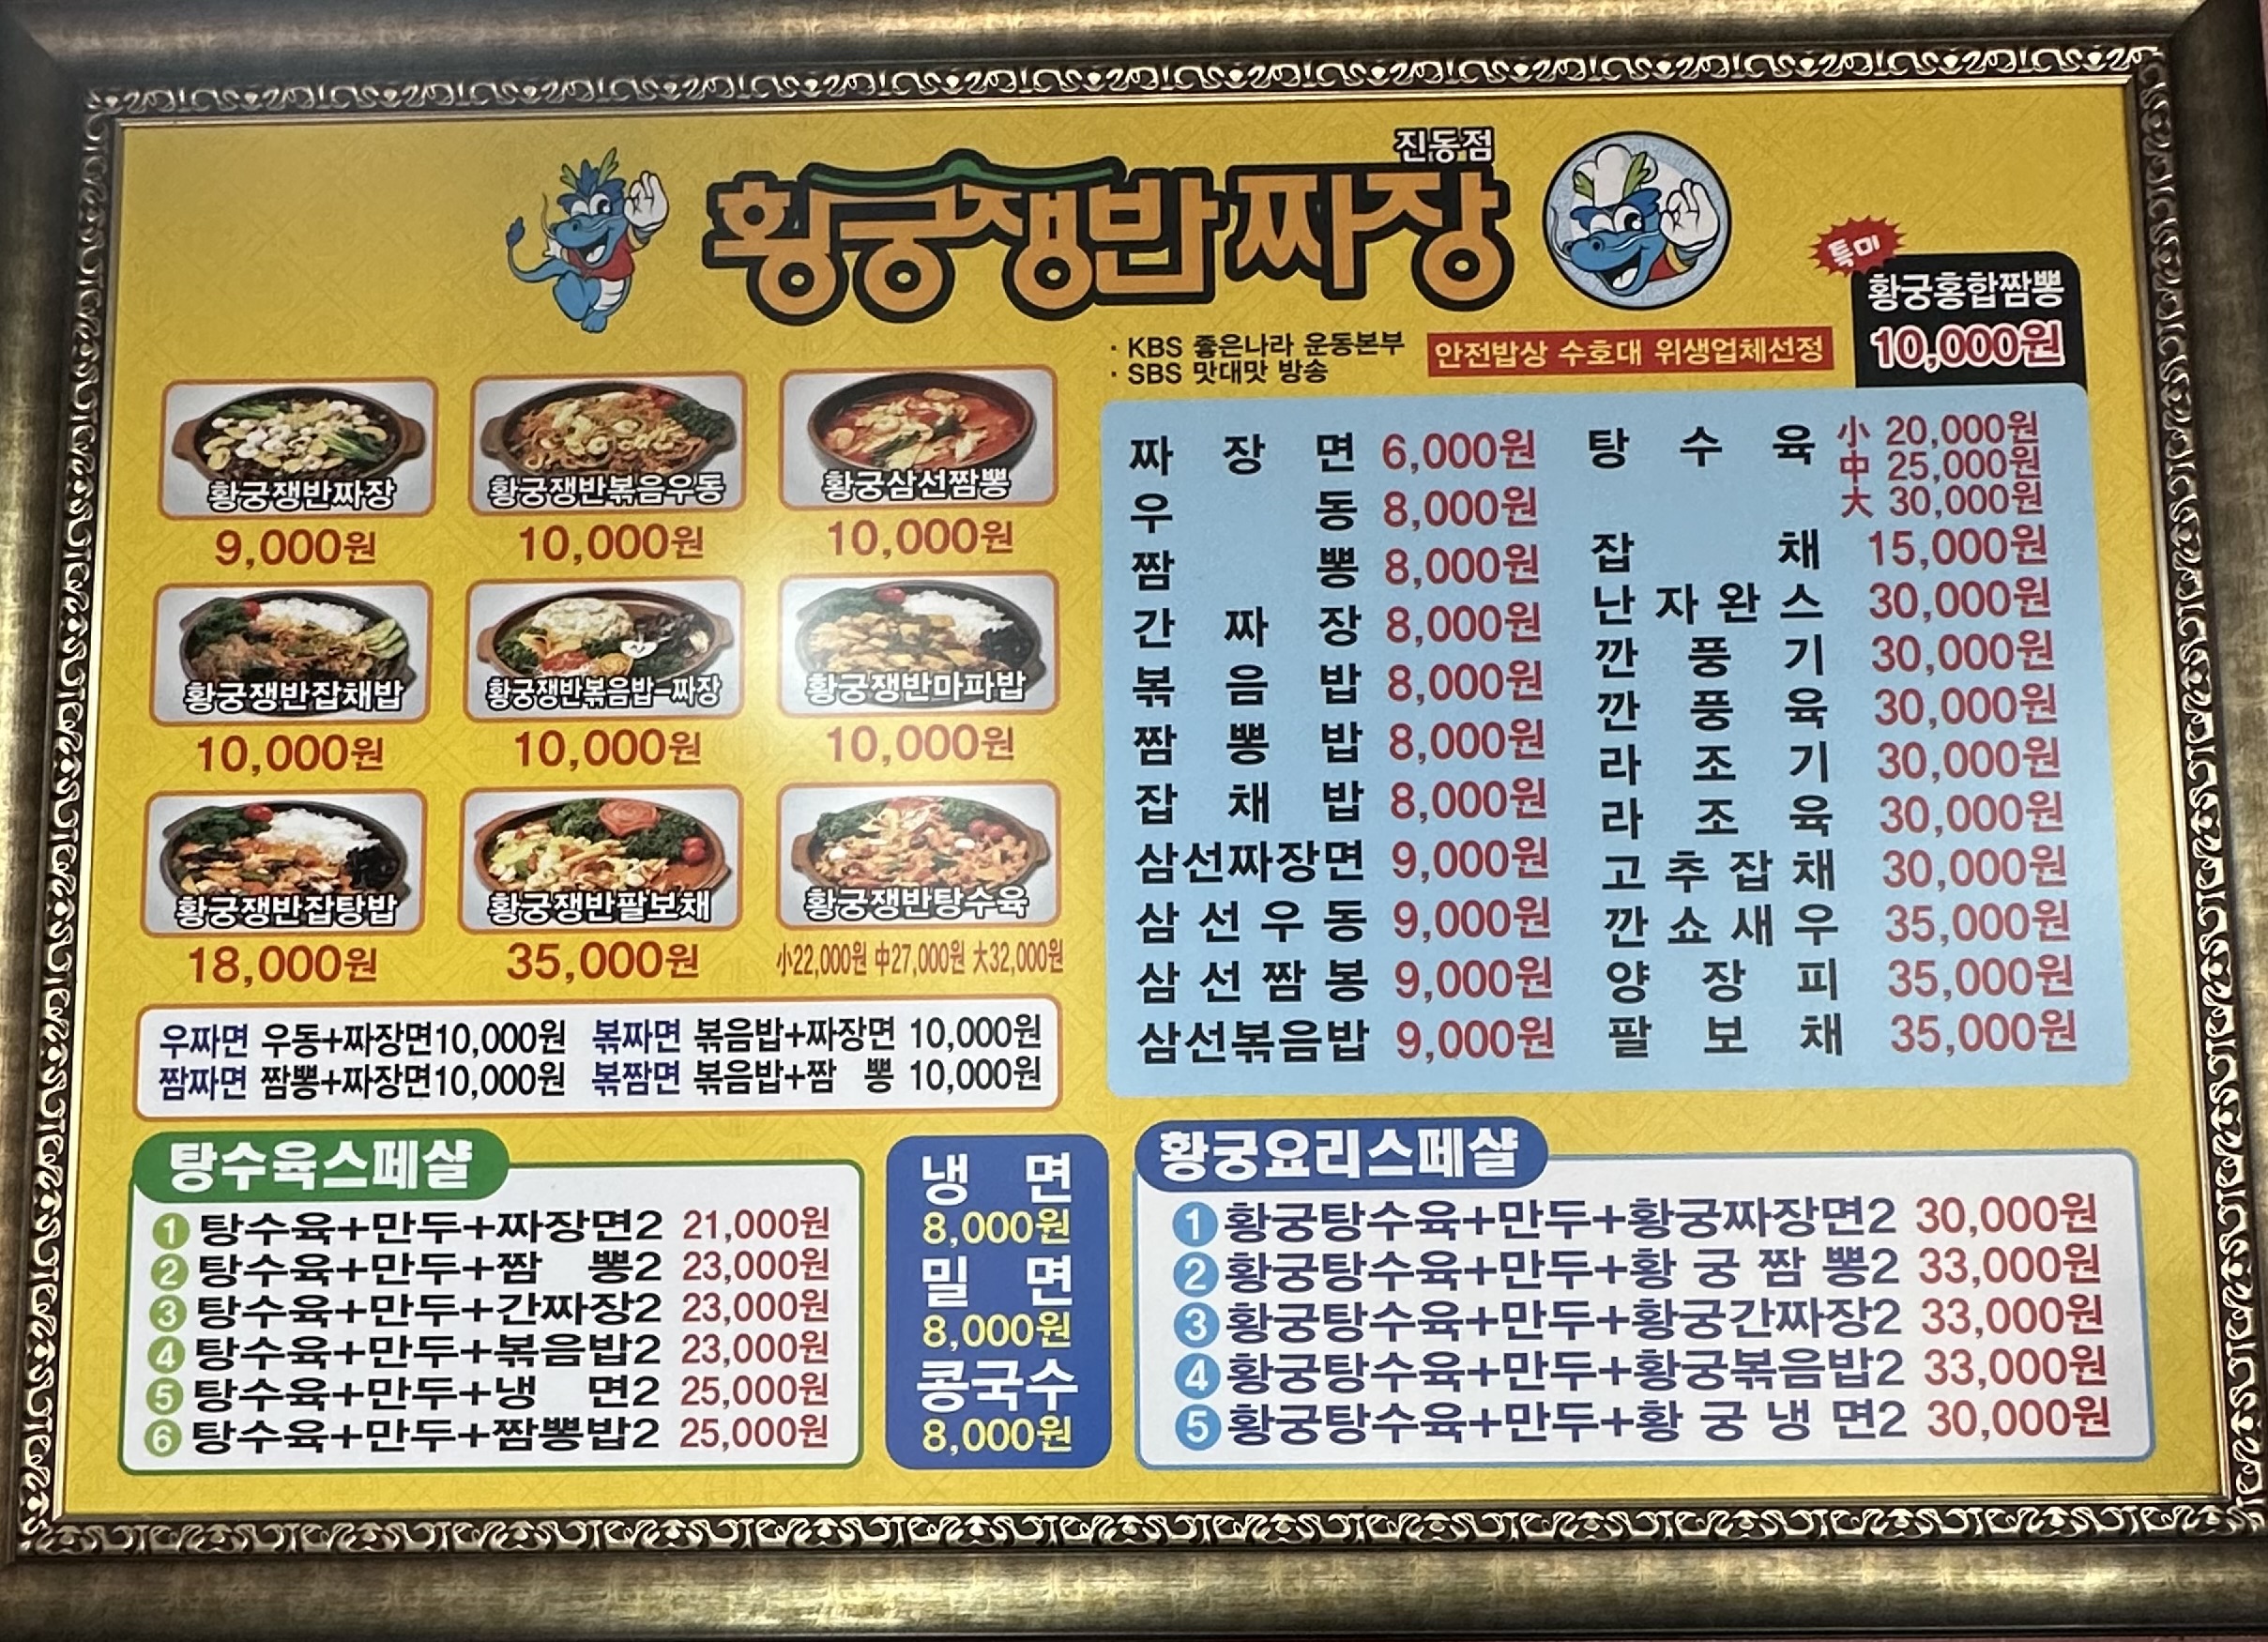 진동점
황궁쟁반짜장
특미
황궁홍합짬뽕
10,000원
· KBS 좋은나라 운동본부
· SBS 맛대맛 방송
안전밥상 수호대 위생업체선정
황궁쟁반짜장
9,000원
황궁쟁반볶음우동
10,000원
황궁삼선짬뽕
10,000원
황궁쟁반잡채밥
10,000원
황궁쟁반볶음밥-짜장
10,000원
황궁쟁반마파밥
10,000원
황궁쟁반잡탕밥
18,000원
황궁쟁반팔보채
35,000원
황궁쟁반탕수육
小22,000원 中27,000원 大32,000원
우짜면 우동+짜장면10,000원 볶짜면 볶음밥+짜장면 10,000원
짬짜면 짬뽕+짜장면10,000원 볶짬면 볶음밥+짬 뽕 10,000원
짜장면 6,000원
우동 8,000원
짬뽕 8,000원
간짜장 8,000원
볶음밥 8,000원
짬뽕밥 8,000원
잡채밥 8,000원
삼선짜장면 9,000원
삼선우동 9,000원
삼선짬봉 9,000원
삼선볶음밥 9,000원
탕수육 小 20,000원
中 25,000원
大 30,000원
잡채 15,000원
난자완스 30,000원
깐풍기 30,000원
깐풍육 30,000원
라조기 30,000원
라조육 30,000원
고추잡채 30,000원
깐쇼새우 35,000원
양장피 35,000원
팔보채 35,000원
탕수육스페샬
1 탕수육+만두+짜장면2 21,000원
2 탕수육+만두+짬 뽕2 23,000원
3 탕수육+만두+간짜장2 23,000원
4 탕수육+만두+볶음밥2 23,000원
5 탕수육+만두+냉 면2 25,000원
6 탕수육+만두+짬뽕밥2 25,000원
냉 면
8,000원
밀 면
8,000원
콩국수
8,000원
황궁요리스페샬
1 황궁탕수육+만두+황궁짜장면2 30,000원
2 황궁탕수육+만두+황 궁 짬 뽕2 33,000원
3 황궁탕수육+만두+황궁간짜장2 33,000원
4 황궁탕수육+만두+황궁볶음밥2 33,000원
5 황궁탕수육+만두+황 궁 냉 면2 30,000원